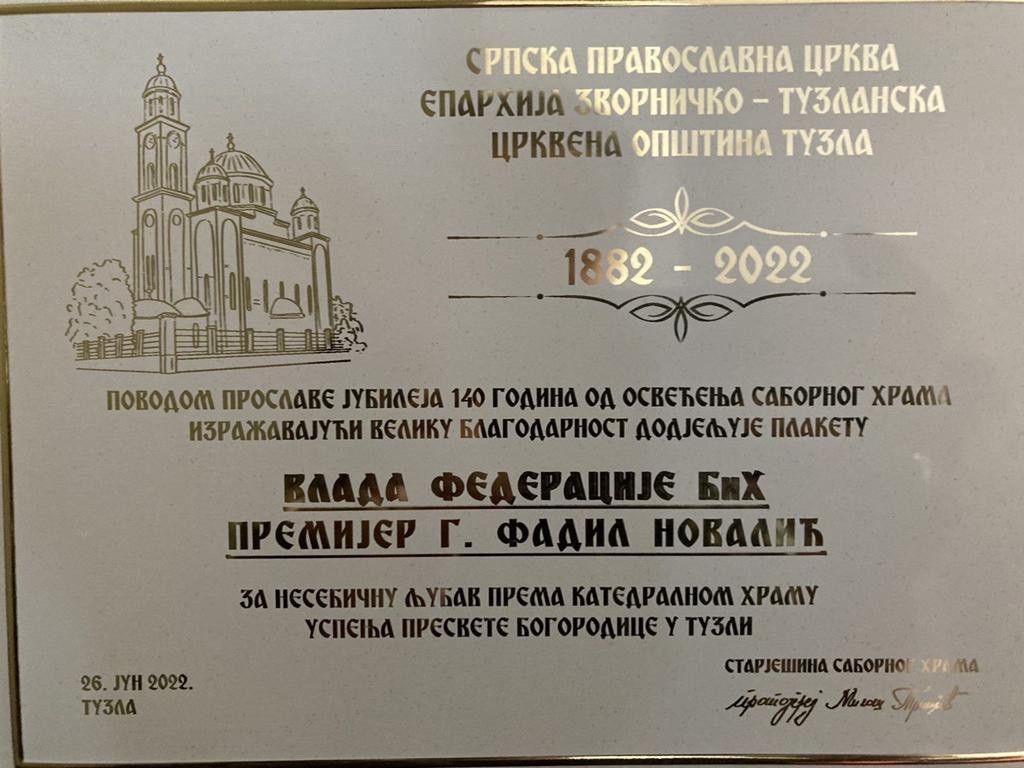 СРПСКА ПРАВОСЛАВНА ЦРКВА
ЕПАРХИЈА ЗВОРНИЧКО – ТУЗЛАНСКА
ЦРКВЕНА ОПШТИНА ТУЗЛА
1882 - 2022
ПОВОДОМ ПРОСЛАВЕ ЈУБИЛЕЈА 140 ГОДИНА ОД ОСВЕЋЕЊА САБОРНОГ ХРАМА
ИЗРАЖАВАЈУЋИ ВЕЛИКУ БЛАГОДАРНОСТ ДОДЈЕЉУЈЕ ПЛАКЕТУ
ВЛАДА ФЕДЕРАЦИЈЕ БиХ
ПРЕМИЈЕР Г. ФАДИЛ НОВАЛИЋ
ЗА НЕСЕБИЧНУ ЉУБАВ ПРЕМА КАТЕДРАЛНОМ ХРАМУ
УСПЕЊА ПРЕСВЕТЕ БОГОРОДИЦЕ У ТУЗЛИ
СТАРЈЕШИНА САБОРНОГ ХРАМА
26. ЈУН 2022.
ТУЗЛА